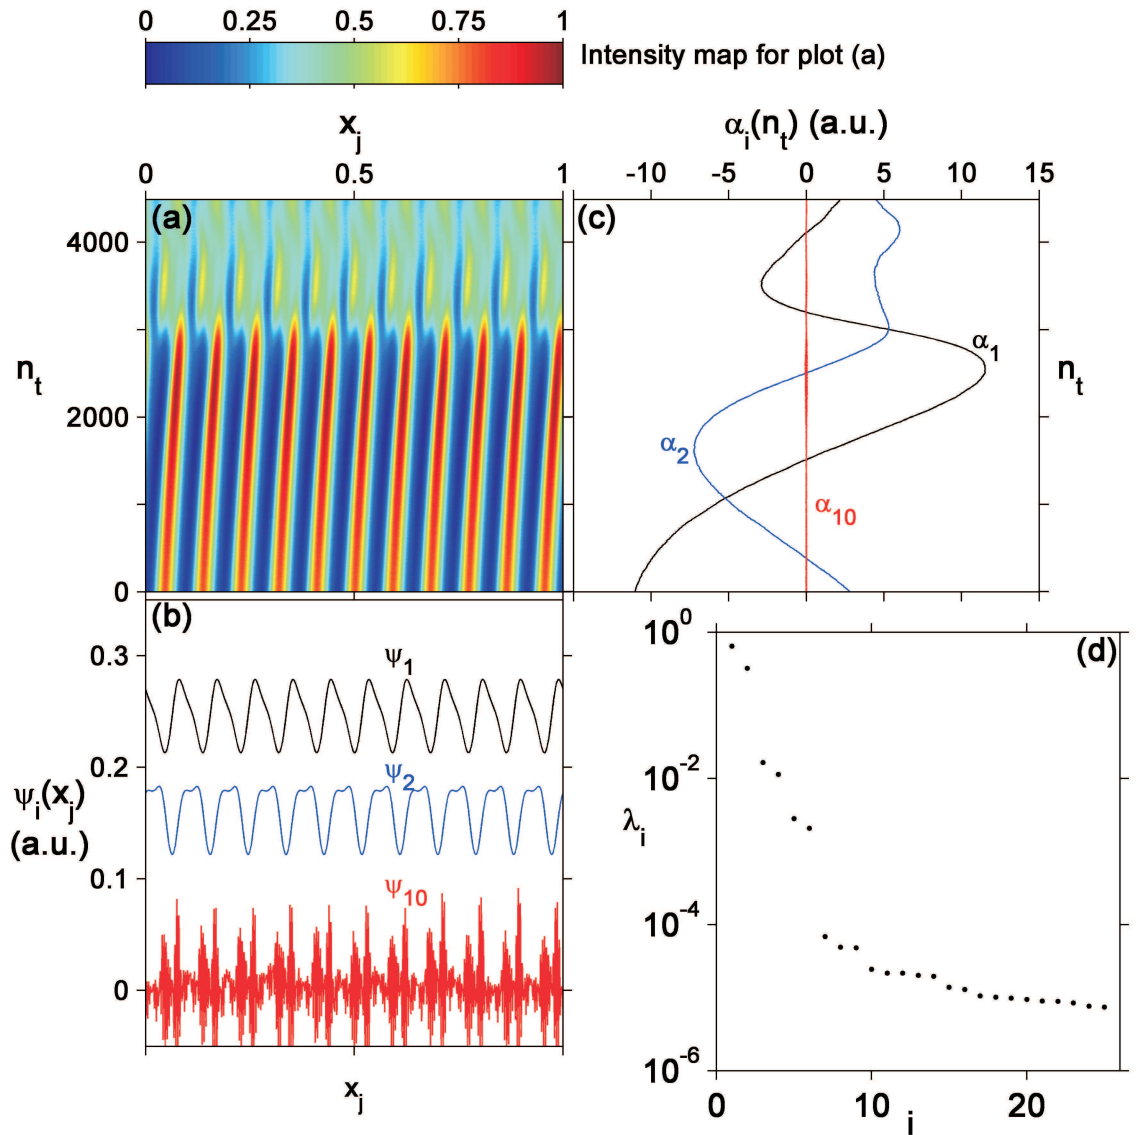 0 0.25 0.5 0.75 1
Intensity map for plot (a)
x_j
α_i(n_t) (a.u.)
0 0.5 1
-10 -5 0 5 10 15
(a)
(c)
4000
2000
0
n_t
α_1
α_2
α_10
n_t
(b)
0.3
0.2
0.1
0
ψ_i(x_j)
(a.u.)
ψ_1
ψ_2
ψ_10
x_j
(d)
10^0
10^-2
10^-4
10^-6
λ_i
0 10 20
i